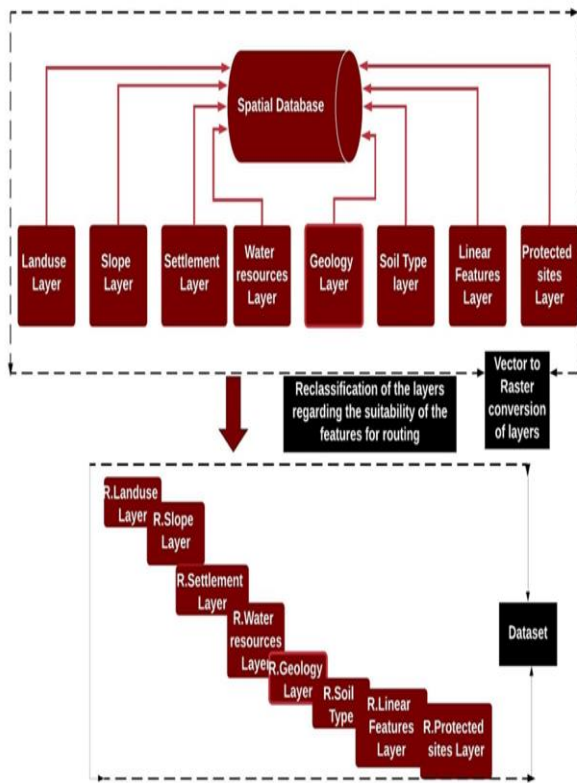 Spatial Database
Landuse
Layer
Slope
Layer
Settlement
Layer
Water
resources
Layer
Geology
Layer
Soil Type
layer
Linear
Features
Layer
Protected
sites
Layer
Reclassification of the layers
regarding the suitability of the
features for routing
Vector to
Raster
conversion
of layers
R.Landuse
Layer
R.Slope
Layer
R.Settlement
Layer
R.Water
resources
Layer
R.Geology
Layer
R.Soil
Type
R.Linear
Features
Layer
R.Protected
sites Layer
Dataset